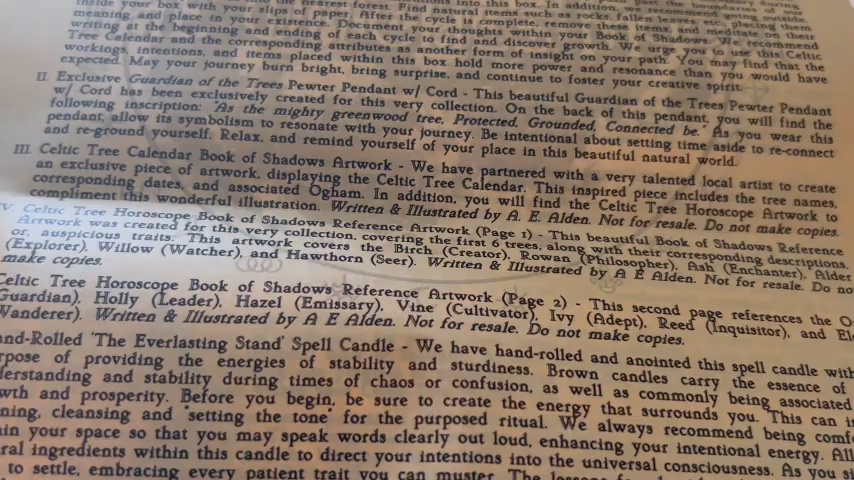 into the nearest forest. Find natural items such as rocks, fallen leaves etc, placing them
inside your box with your slips of paper. After the cycle is complete, remove these items, and meditate on their
meaning and place in your existence. Document your thoughts within your Book of Shadows. We recommend
writing at the beginning and ending of each cycle to find and discover growth. We urge you to use this Celtic
Tree Calendar and the corresponding attributes as another form of insight on your path. You may find that the
workings, intentions, and items placed within this box hold more power and resonance than you would have
expected. May your journey burn bright, bring surprise, and continue to foster your creative spirit.
II. Exclusive Guardian of the Trees Pewter Pendant w/ Cord - This beautiful Guardian of the Trees Pewter Pendant
w/ Cord has been exclusively created for this very collection. On the back of this pendant, you will find the
following inscription: 'As the mighty greenwood tree, Protected, Grounded, Connected be.' As you wear this
pendant, allow its symbolism to resonate with your journey. Be intentional about setting time aside to re-connect
and re-ground yourself. Relax, and remind yourself of your place in this beautiful natural world.
III. Celtic Tree Calendar Book of Shadows Artwork - We have partnered with a very talented local artist to create
an exclusive piece of artwork, displaying the Celtic Tree Calendar. This inspired piece includes the tree names,
corresponding dates, and associated Ogham. In addition, you will find the Celtic Tree Horoscope Artwork to
compliment this wonderful illustration. Written & Illustrated by A. E. Alden. Not for resale. Do not make copies.
V. Celtic Tree Horoscope Book of Shadows Reference Artwork (Page 1) - This beautiful Book of Shadows Reference
Artwork was created for this very collection, covering the first 6 trees, along with their corresponding descriptions,
or, auspicious traits. This artwork covers the Birch (Creator), Rowan (Philosopher), Ash (Enchanter), Alder
(Explorer), Willow (Watcher), and Hawthorn (Seer). Written & Illustrated by A E Alden. Not for resale. Do no
make copies.
Celtic Tree Horoscope Book of Shadows Reference Artwork (Page 2) - This second page references the O
Guardian), Holly (Leader), Hazel (Emissary), Vine (Cultivator), Ivy (Adept), Reed (Inquisitor), and El
Wanderer). Written & Illustrated by A E Alden. Not for resale. Do not make copies.
and-Rolled 'The Everlasting Stand' Spell Candle - We have hand-rolled and anointed this spell candle with
rpose of providing the energies of stability and sturdiness. Brown candles carry the essence of
derstanding and stability during times of chaos or confusion, as well as commonly being associated
wth and prosperity. Before you begin, be sure to create the energy that surrounds you. This can i
ning, cleansing and 'setting the tone' for the purposed ritual. We always recommend being comf
in your space so that you may speak words clearly out loud, enhancing your intentional energy. All
ral ingredients within this candle to direct your intentions into the universal consciousness. As you si
to settle, embracing every patient trait you can muster. The